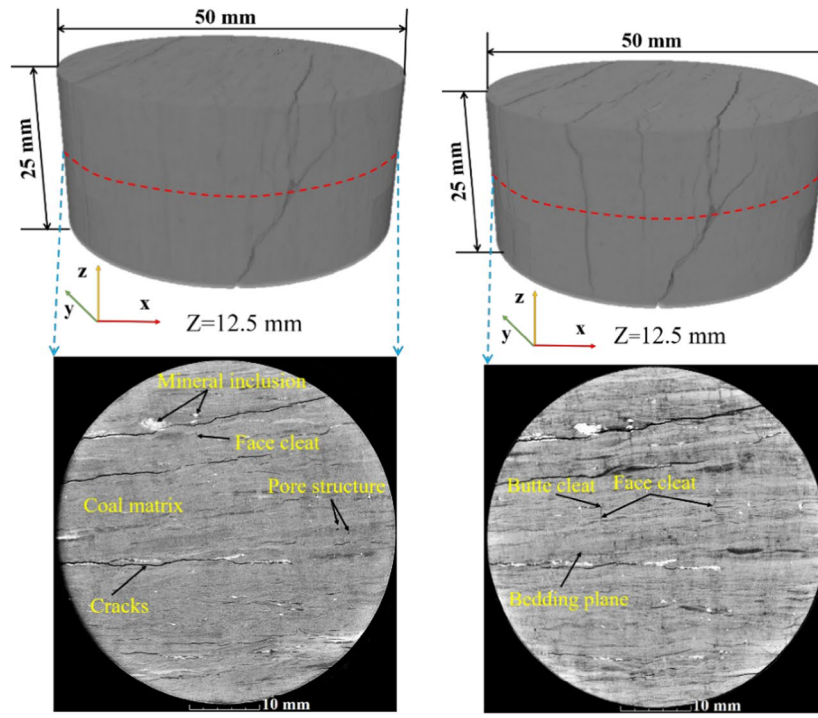 50 mm
25 mm
z
y
x
Z=12.5 mm
Mineral inclusion
Face cleat
Pore structure
Coal matrix
Cracks
10 mm
50 mm
25 mm
z
y
x
Z=12.5 mm
Butte cleat
Face cleat
Bedding plane
10 mm